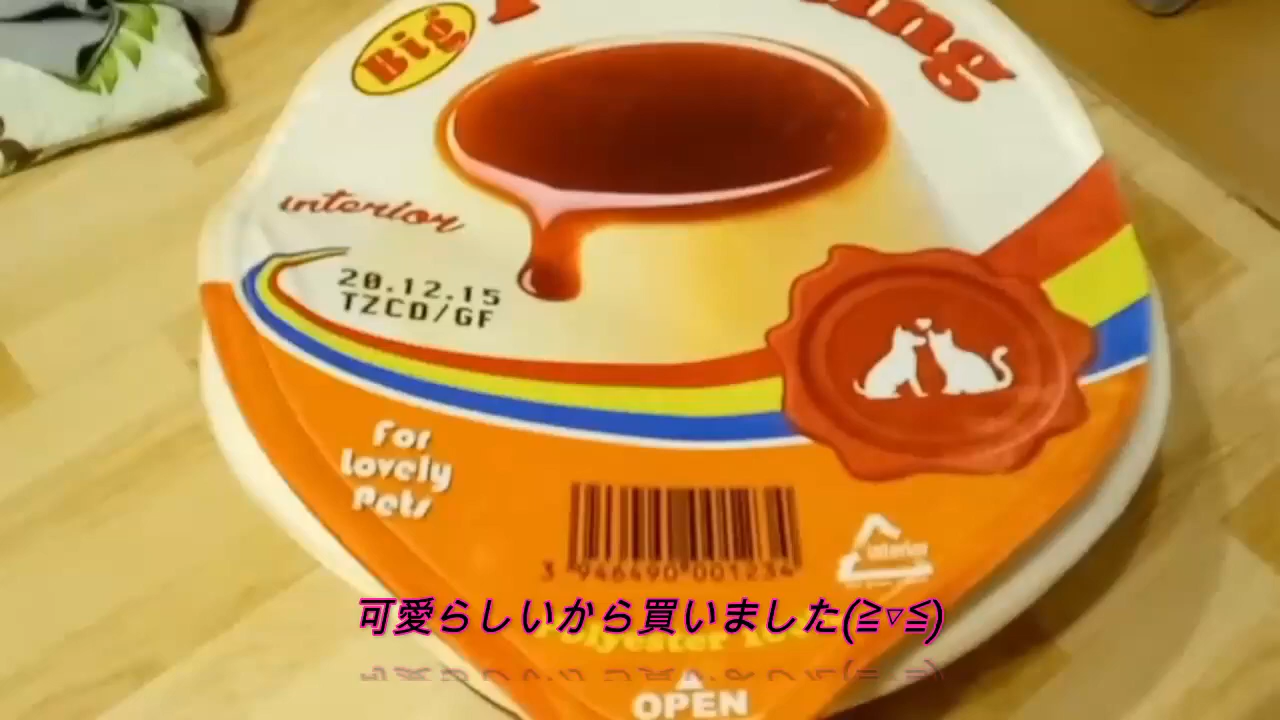 Big
interior
20.12.15
TZCD/GF
For
Lovely
Pets
3 946490 001234
interior
可愛らしいから買いました(≧▽≦)
Polyester
OPEN